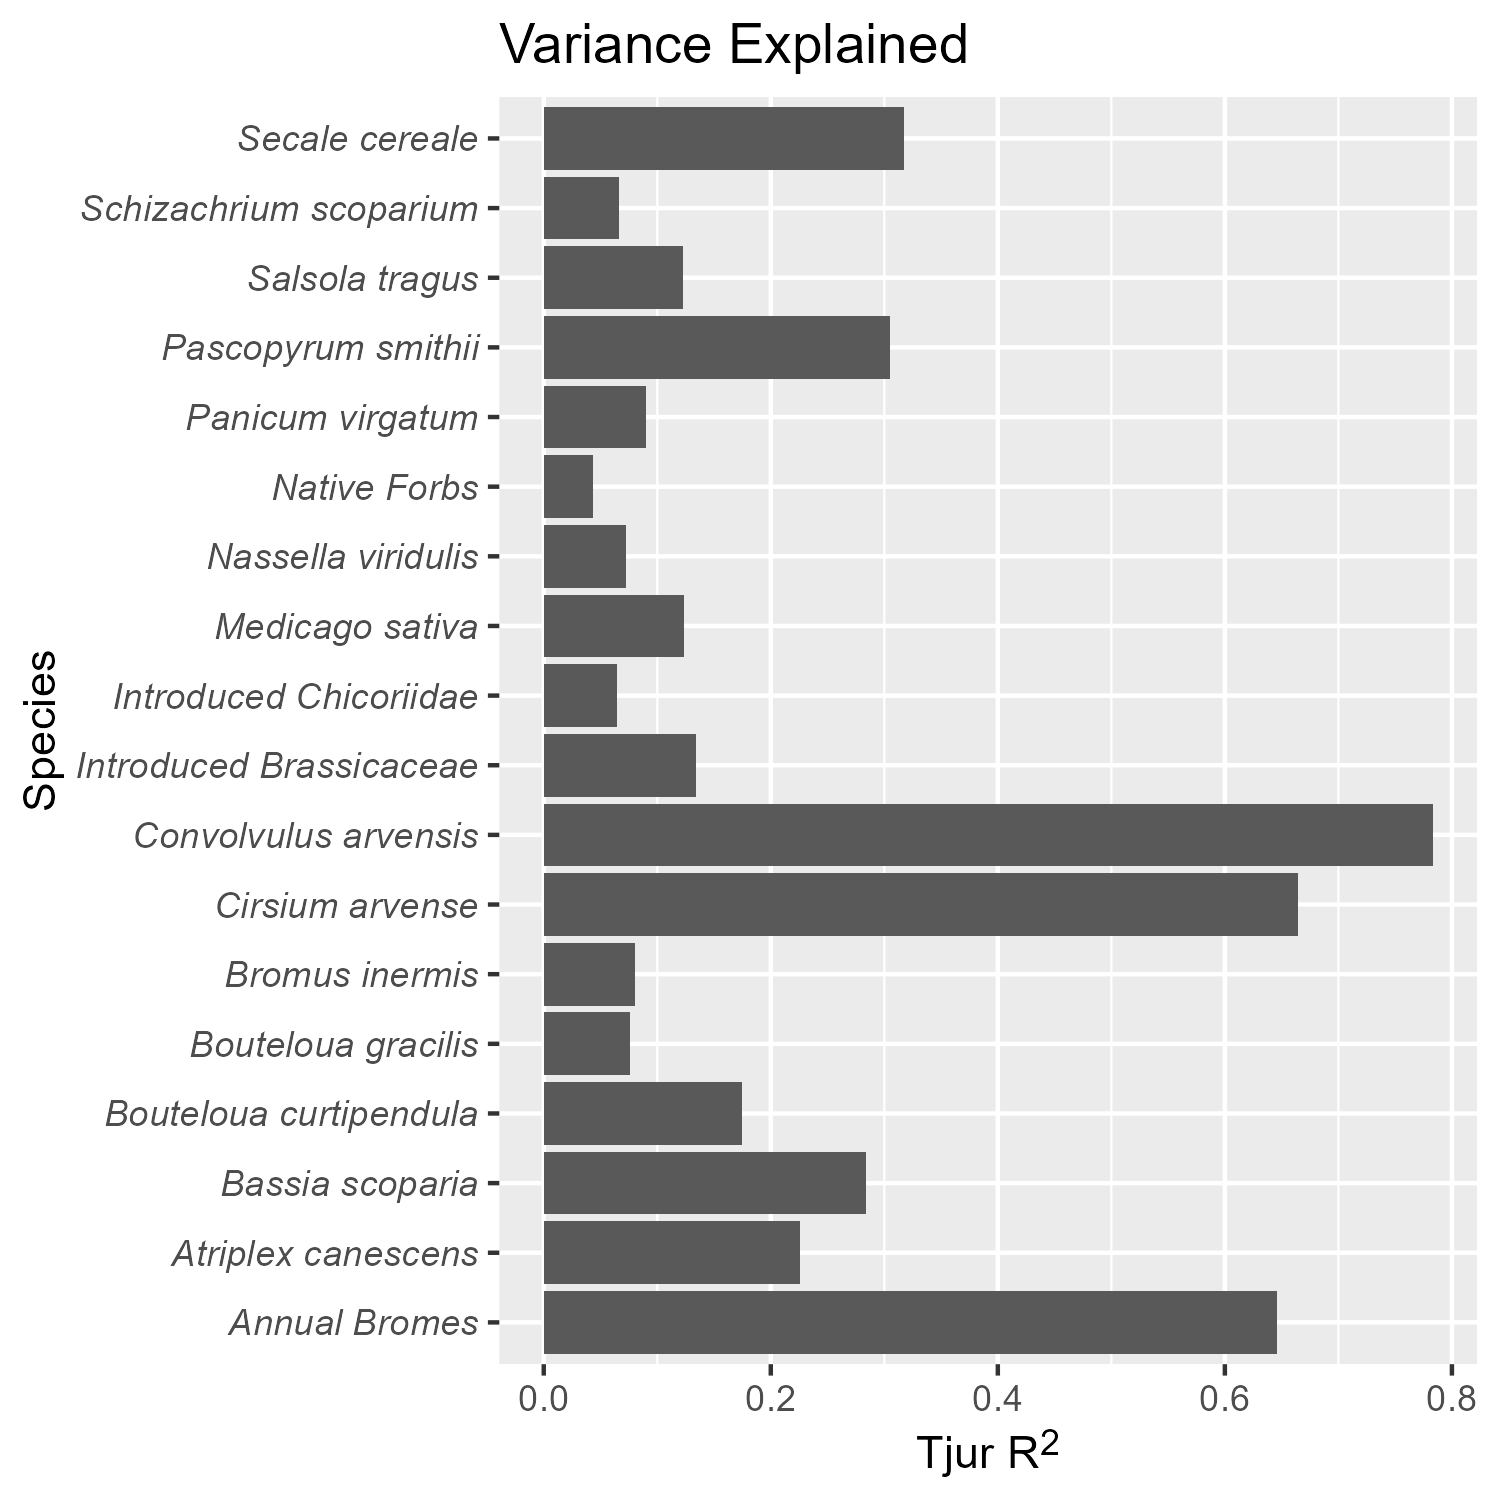 Variance Explained
Secale cereale
Schizachrium scoparium
Salsola tragus
Pascopyrum smithii
Panicum virgatum
Native Forbs
Nassella viridulis
Medicago sativa
Introduced Chicoriidae
Introduced Brassicaceae
Convolvulus arvensis
Cirsium arvense
Bromus inermis
Bouteloua gracilis
Bouteloua curtipendula
Bassia scoparia
Atriplex canescens
Annual Bromes
Species
0.0 0.2 0.4 0.6 0.8
Tjur R²